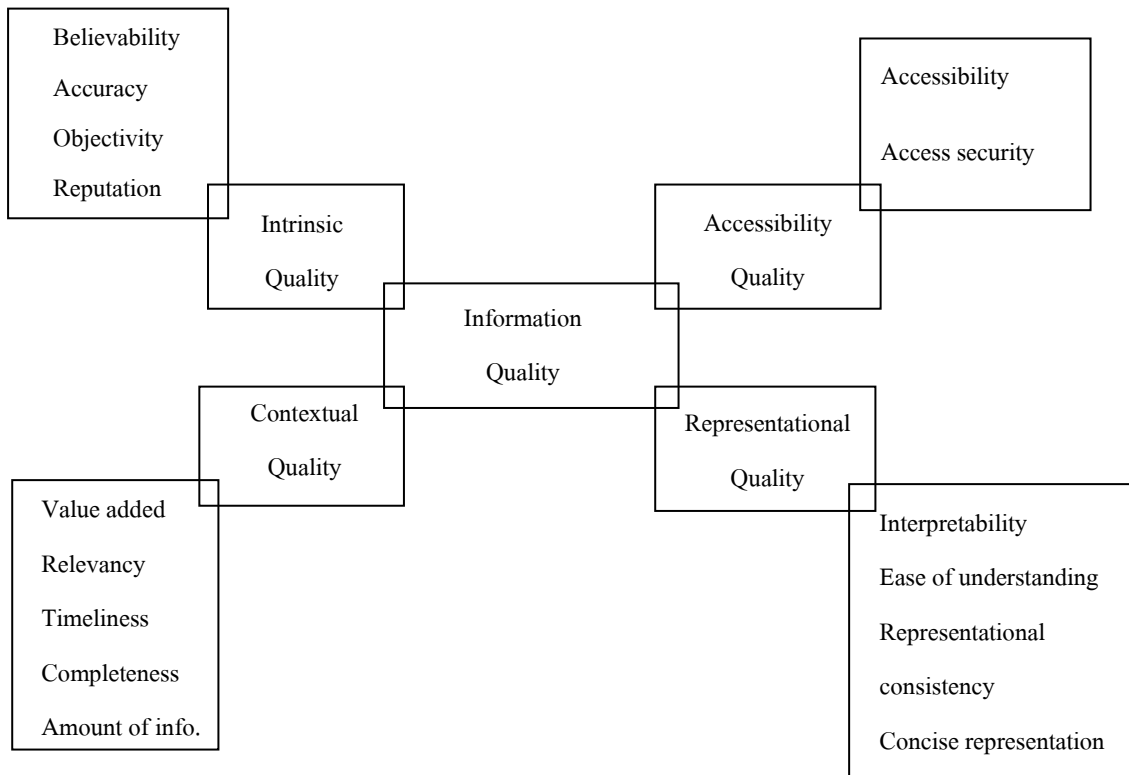 Believability
Accuracy
Objectivity
Reputation
Accessibility
Access security
Intrinsic
Quality
Accessibility
Quality
Information
Quality
Contextual
Quality
Representational
Quality
Value added
Relevancy
Timeliness
Completeness
Amount of info.
Interpretability
Ease of understanding
Representational
consistency
Concise representation